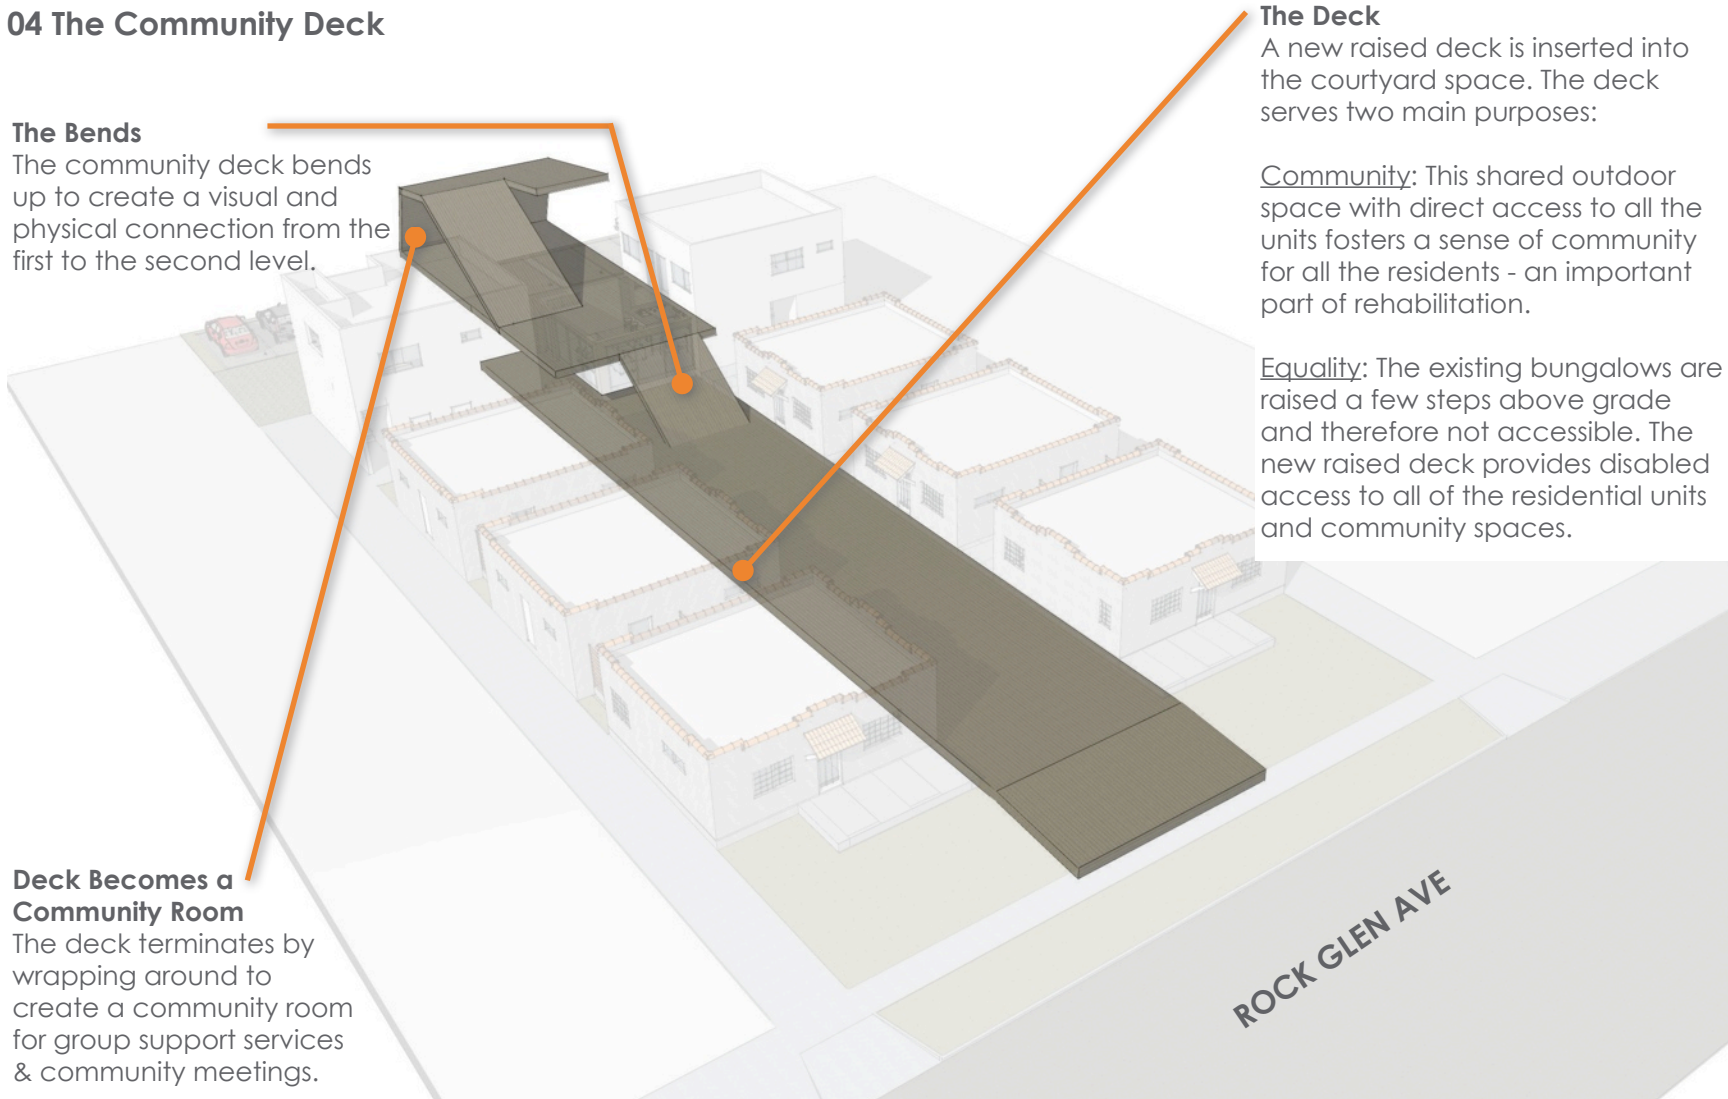 04 The Community Deck
The Bends
The community deck bends
up to create a visual and
physical connection from the
first to the second level.
The Deck
A new raised deck is inserted into
the courtyard space. The deck
serves two main purposes:
Community: This shared outdoor
space with direct access to all the
units fosters a sense of community
for all the residents - an important
part of rehabilitation.
Equality: The existing bungalows are
raised a few steps above grade
and therefore not accessible. The
new raised deck provides disabled
access to all of the residential units
and community spaces.
Deck Becomes a
Community Room
The deck terminates by
wrapping around to
create a community room
for group support services
& community meetings.
ROCK GLEN AVE